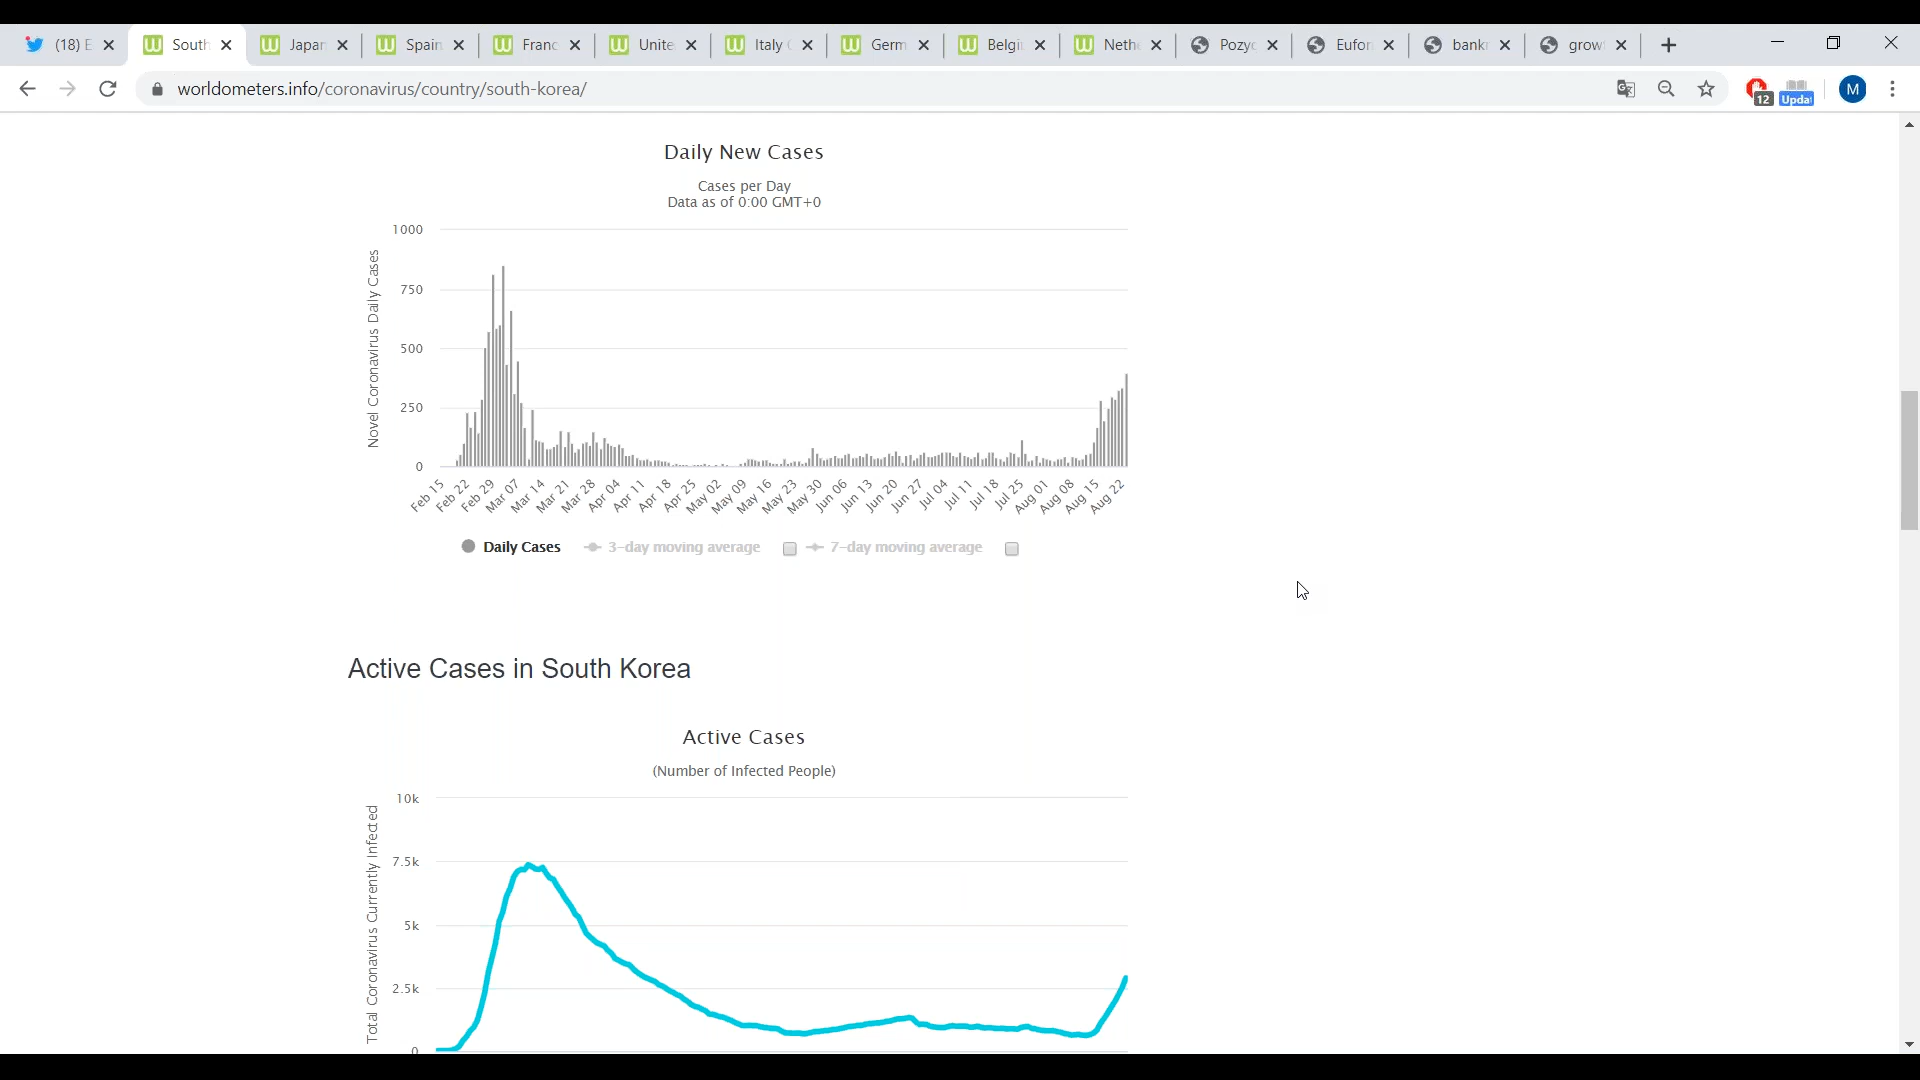 (18) E
South
Japan
Spain
Franc
Unite
Italy (
Germ
Belgi
Neth
Pozyc
Eufor
bankr
grow
worldometers.info/coronavirus/country/south-korea/
12
Updat
M
Daily New Cases
Cases per Day
Data as of 0:00 GMT+0
Novel Coronavirus Daily Cases
1000
750
500
250
0
Feb 15
Feb 22
Feb 29
Mar 07
Mar 14
Mar 21
Mar 28
Apr 04
Apr 11
Apr 18
Apr 25
May 02
May 09
May 16
May 23
May 30
Jun 06
Jun 13
Jun 20
Jun 27
Jul 04
Jul 11
Jul 18
Jul 25
Aug 01
Aug 08
Aug 15
Aug 22
Daily Cases
3-day moving average
7-day moving average
Active Cases in South Korea
Active Cases
(Number of Infected People)
Total Coronavirus Currently Infected
10k
7.5k
5k
2.5k
0